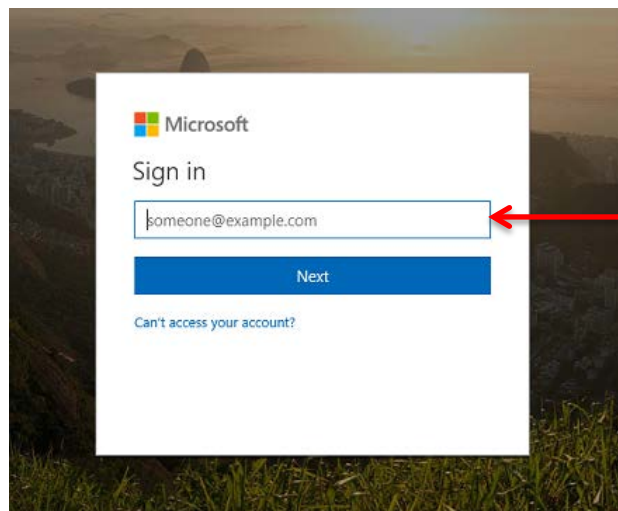 Microsoft
Sign in
someone@example.com
Next
Can't access your account?